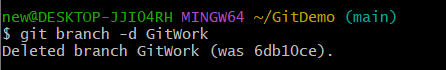 new@DESKTOP-JJIO4RH MINGW64 ~/GitDemo (main)
$ git branch -d GitWork
Deleted branch GitWork (was 6db10ce).